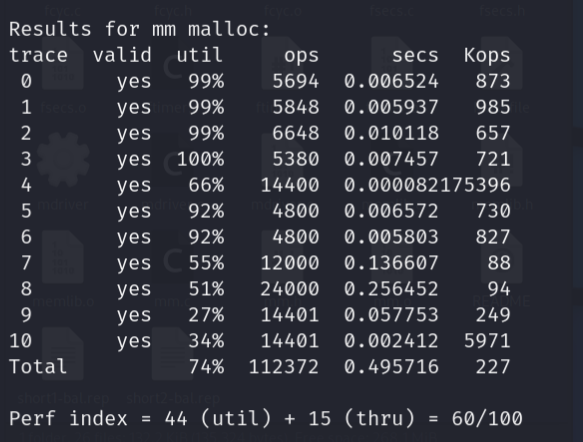 Results for mm malloc:
trace valid util ops secs Kops
0 yes 99% 5694 0.006524 873
1 yes 99% 5848 0.005937 985
2 yes 99% 6648 0.010118 657
3 yes 100% 5380 0.007457 721
4 yes 66% 14400 0.000082175396
5 yes 92% 4800 0.006572 730
6 yes 92% 4800 0.005803 827
7 yes 55% 12000 0.136607 88
8 yes 51% 24000 0.256452 94
9 yes 27% 14401 0.057753 249
10 yes 34% 14401 0.002412 5971
Total 74% 112372 0.495716 227
Perf index = 44 (util) + 15 (thru) = 60/100